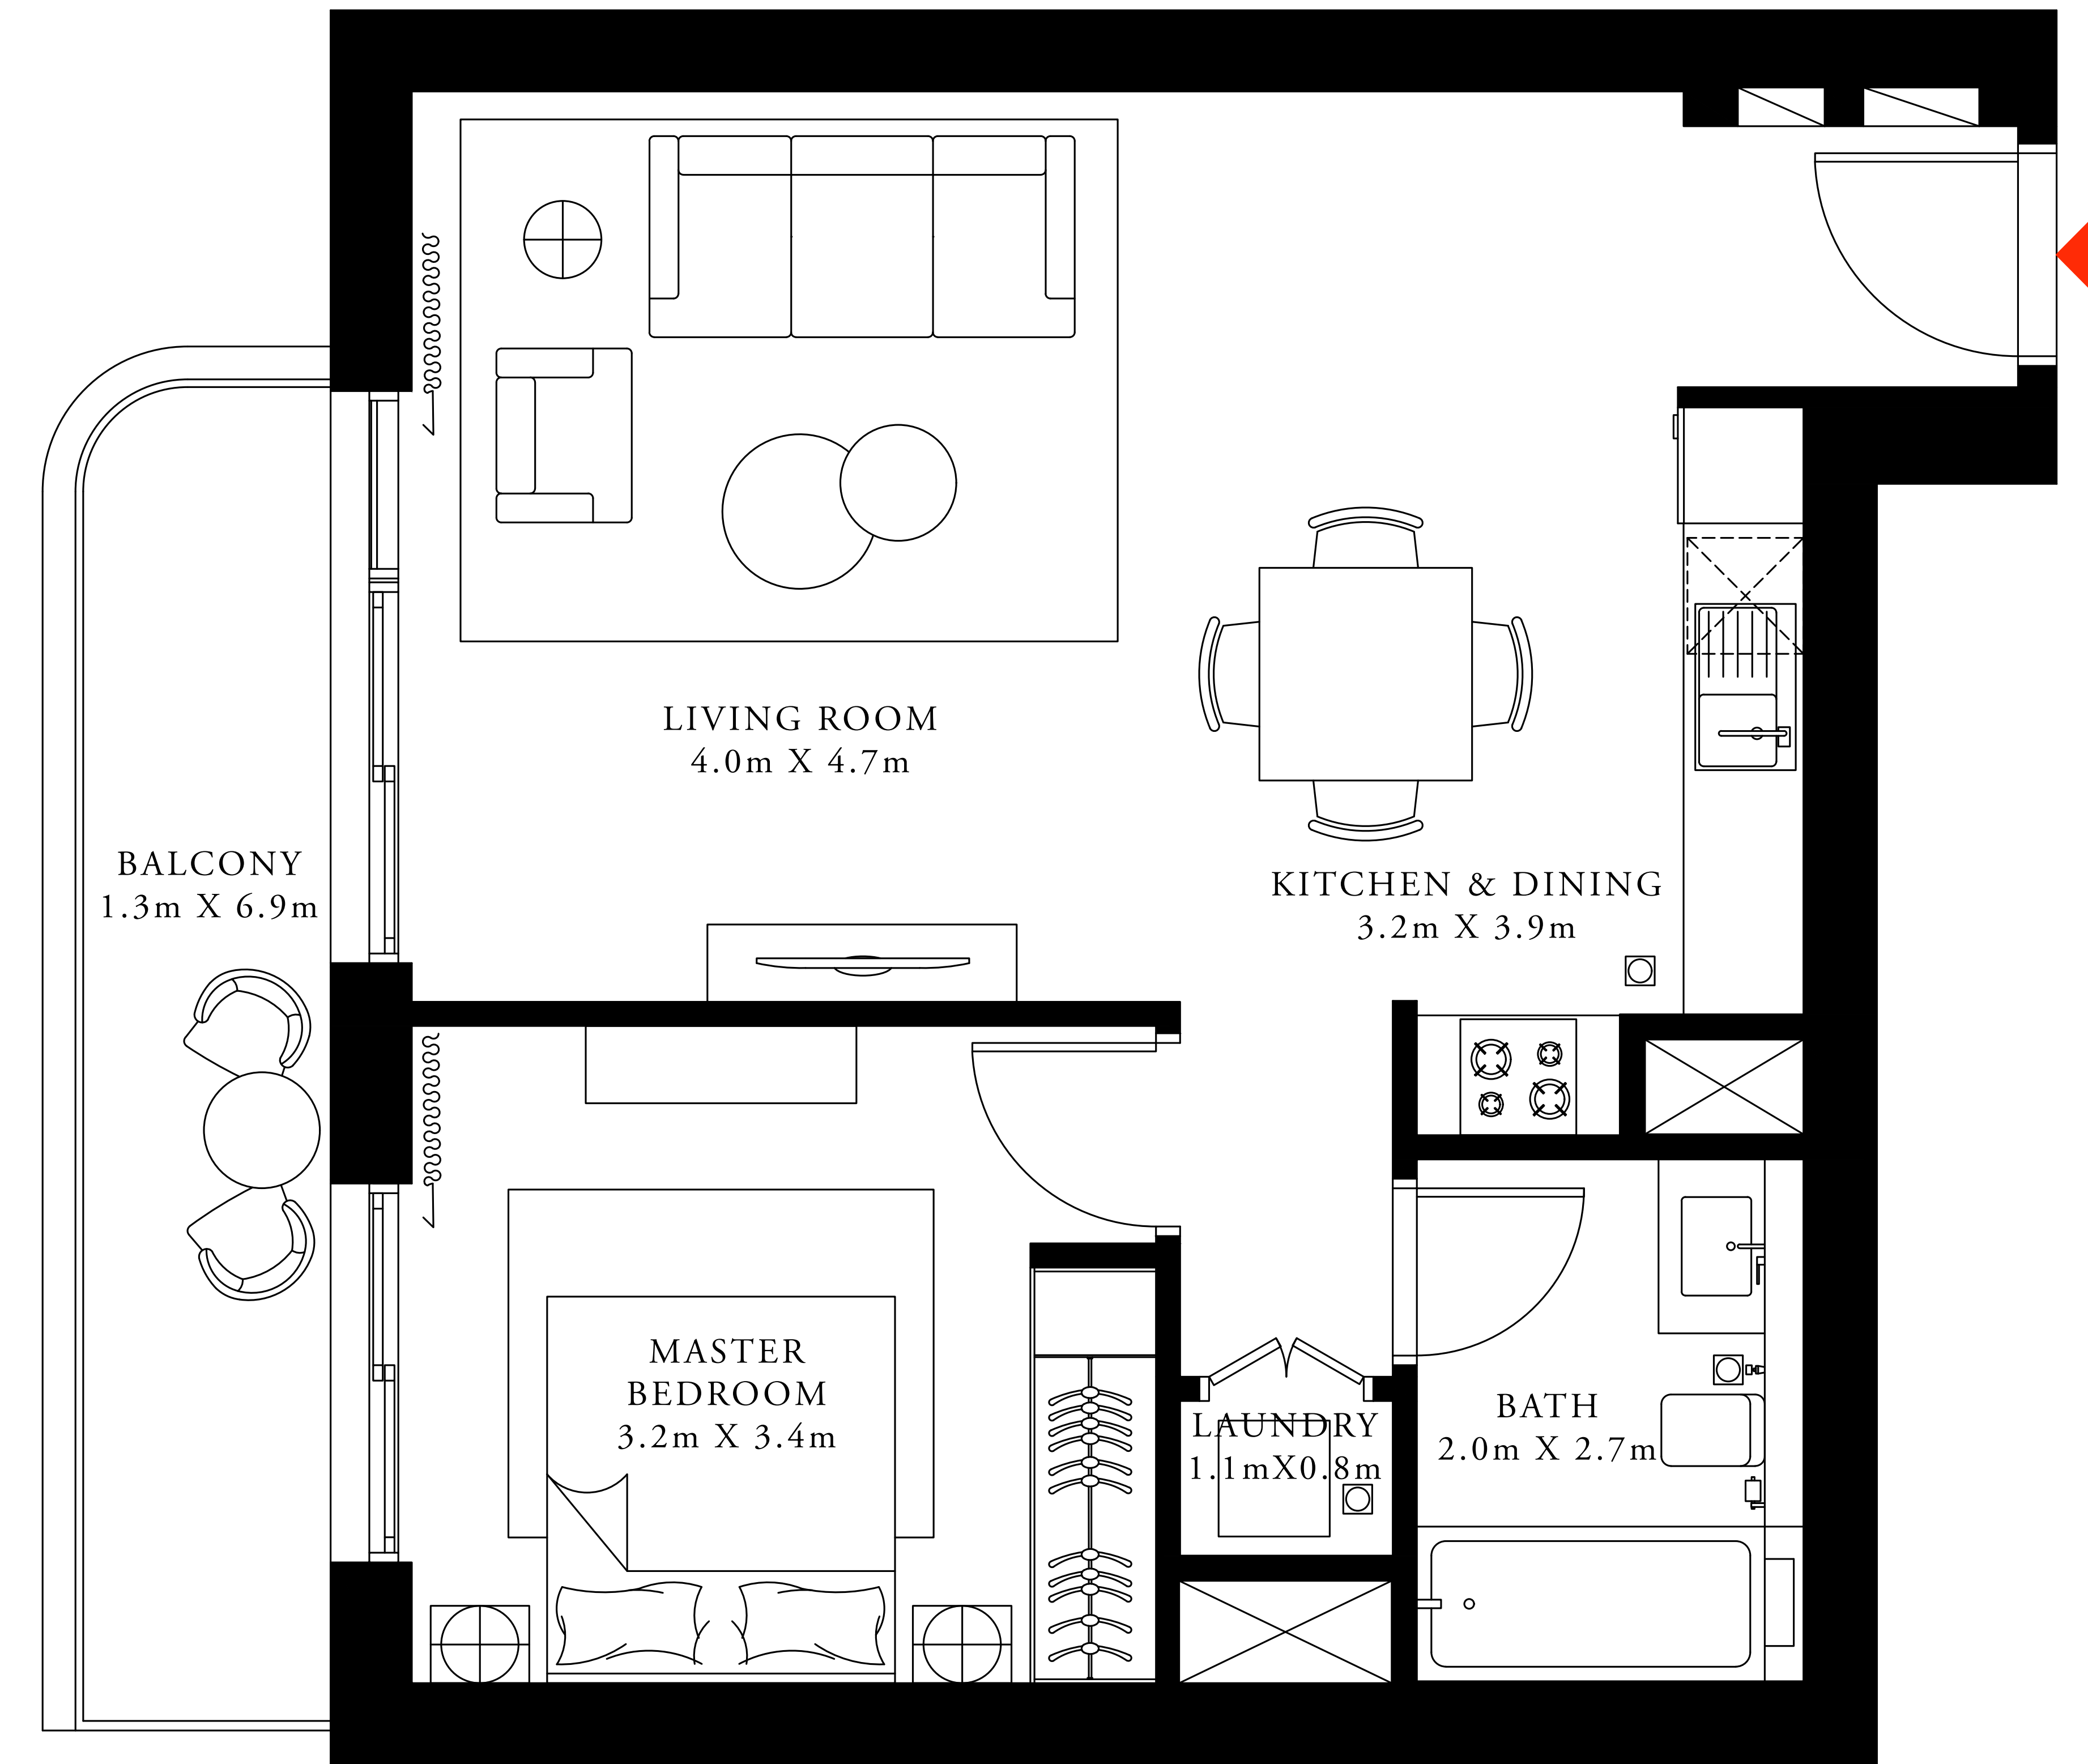 LIVING ROOM
4.0m X 4.7m
BALCONY
1.3m X 6.9m
KITCHEN & DINING
3.2m X 3.9m
MASTER
BEDROOM
3.2m X 3.4m
LAUNDRY
1.1mX0.8m
BATH
2.0m X 2.7m